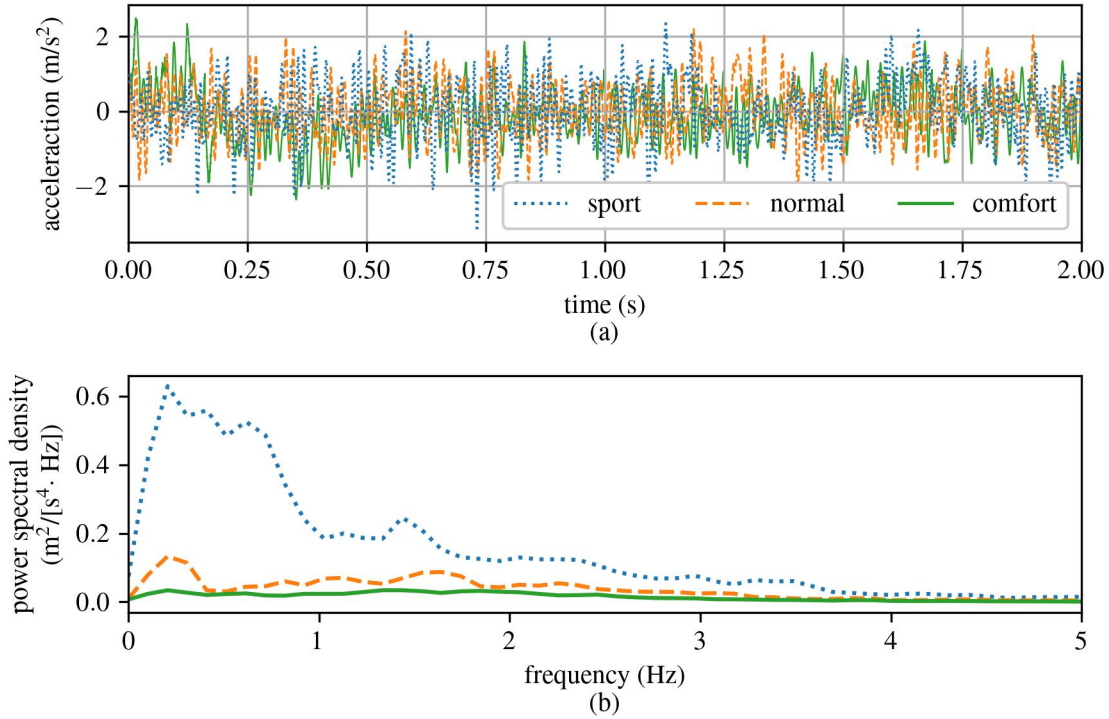 acceleraction (m/s²)
2
0
−2
sport normal comfort
0.00 0.25 0.50 0.75 1.00 1.25 1.50 1.75 2.00
time (s)
(a)
power spectral density
(m²/[s⁴· Hz])
0.6
0.4
0.2
0.0
0 1 2 3 4 5
frequency (Hz)
(b)